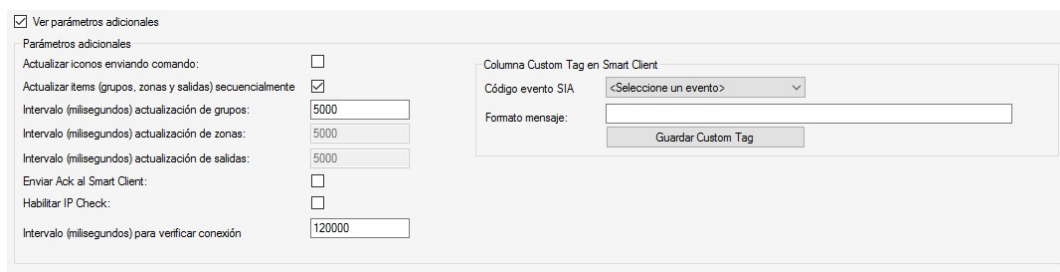 Ver parámetros adicionales
Parámetros adicionales
Actualizar iconos enviando comando:
Actualizar items (grupos, zonas y salidas) secuencialmente
Intervalo (milisegundos) actualización de grupos: 5000
Intervalo (milisegundos) actualización de zonas: 5000
Intervalo (milisegundos) actualización de salidas: 5000
Enviar Ack al Smart Client:
Habilitar IP Check:
Intervalo (milisegundos) para verificar conexión 120000
Columna Custom Tag en Smart Client
Código evento SIA <Seleccione un evento>
Formato mensaje:
Guardar Custom Tag